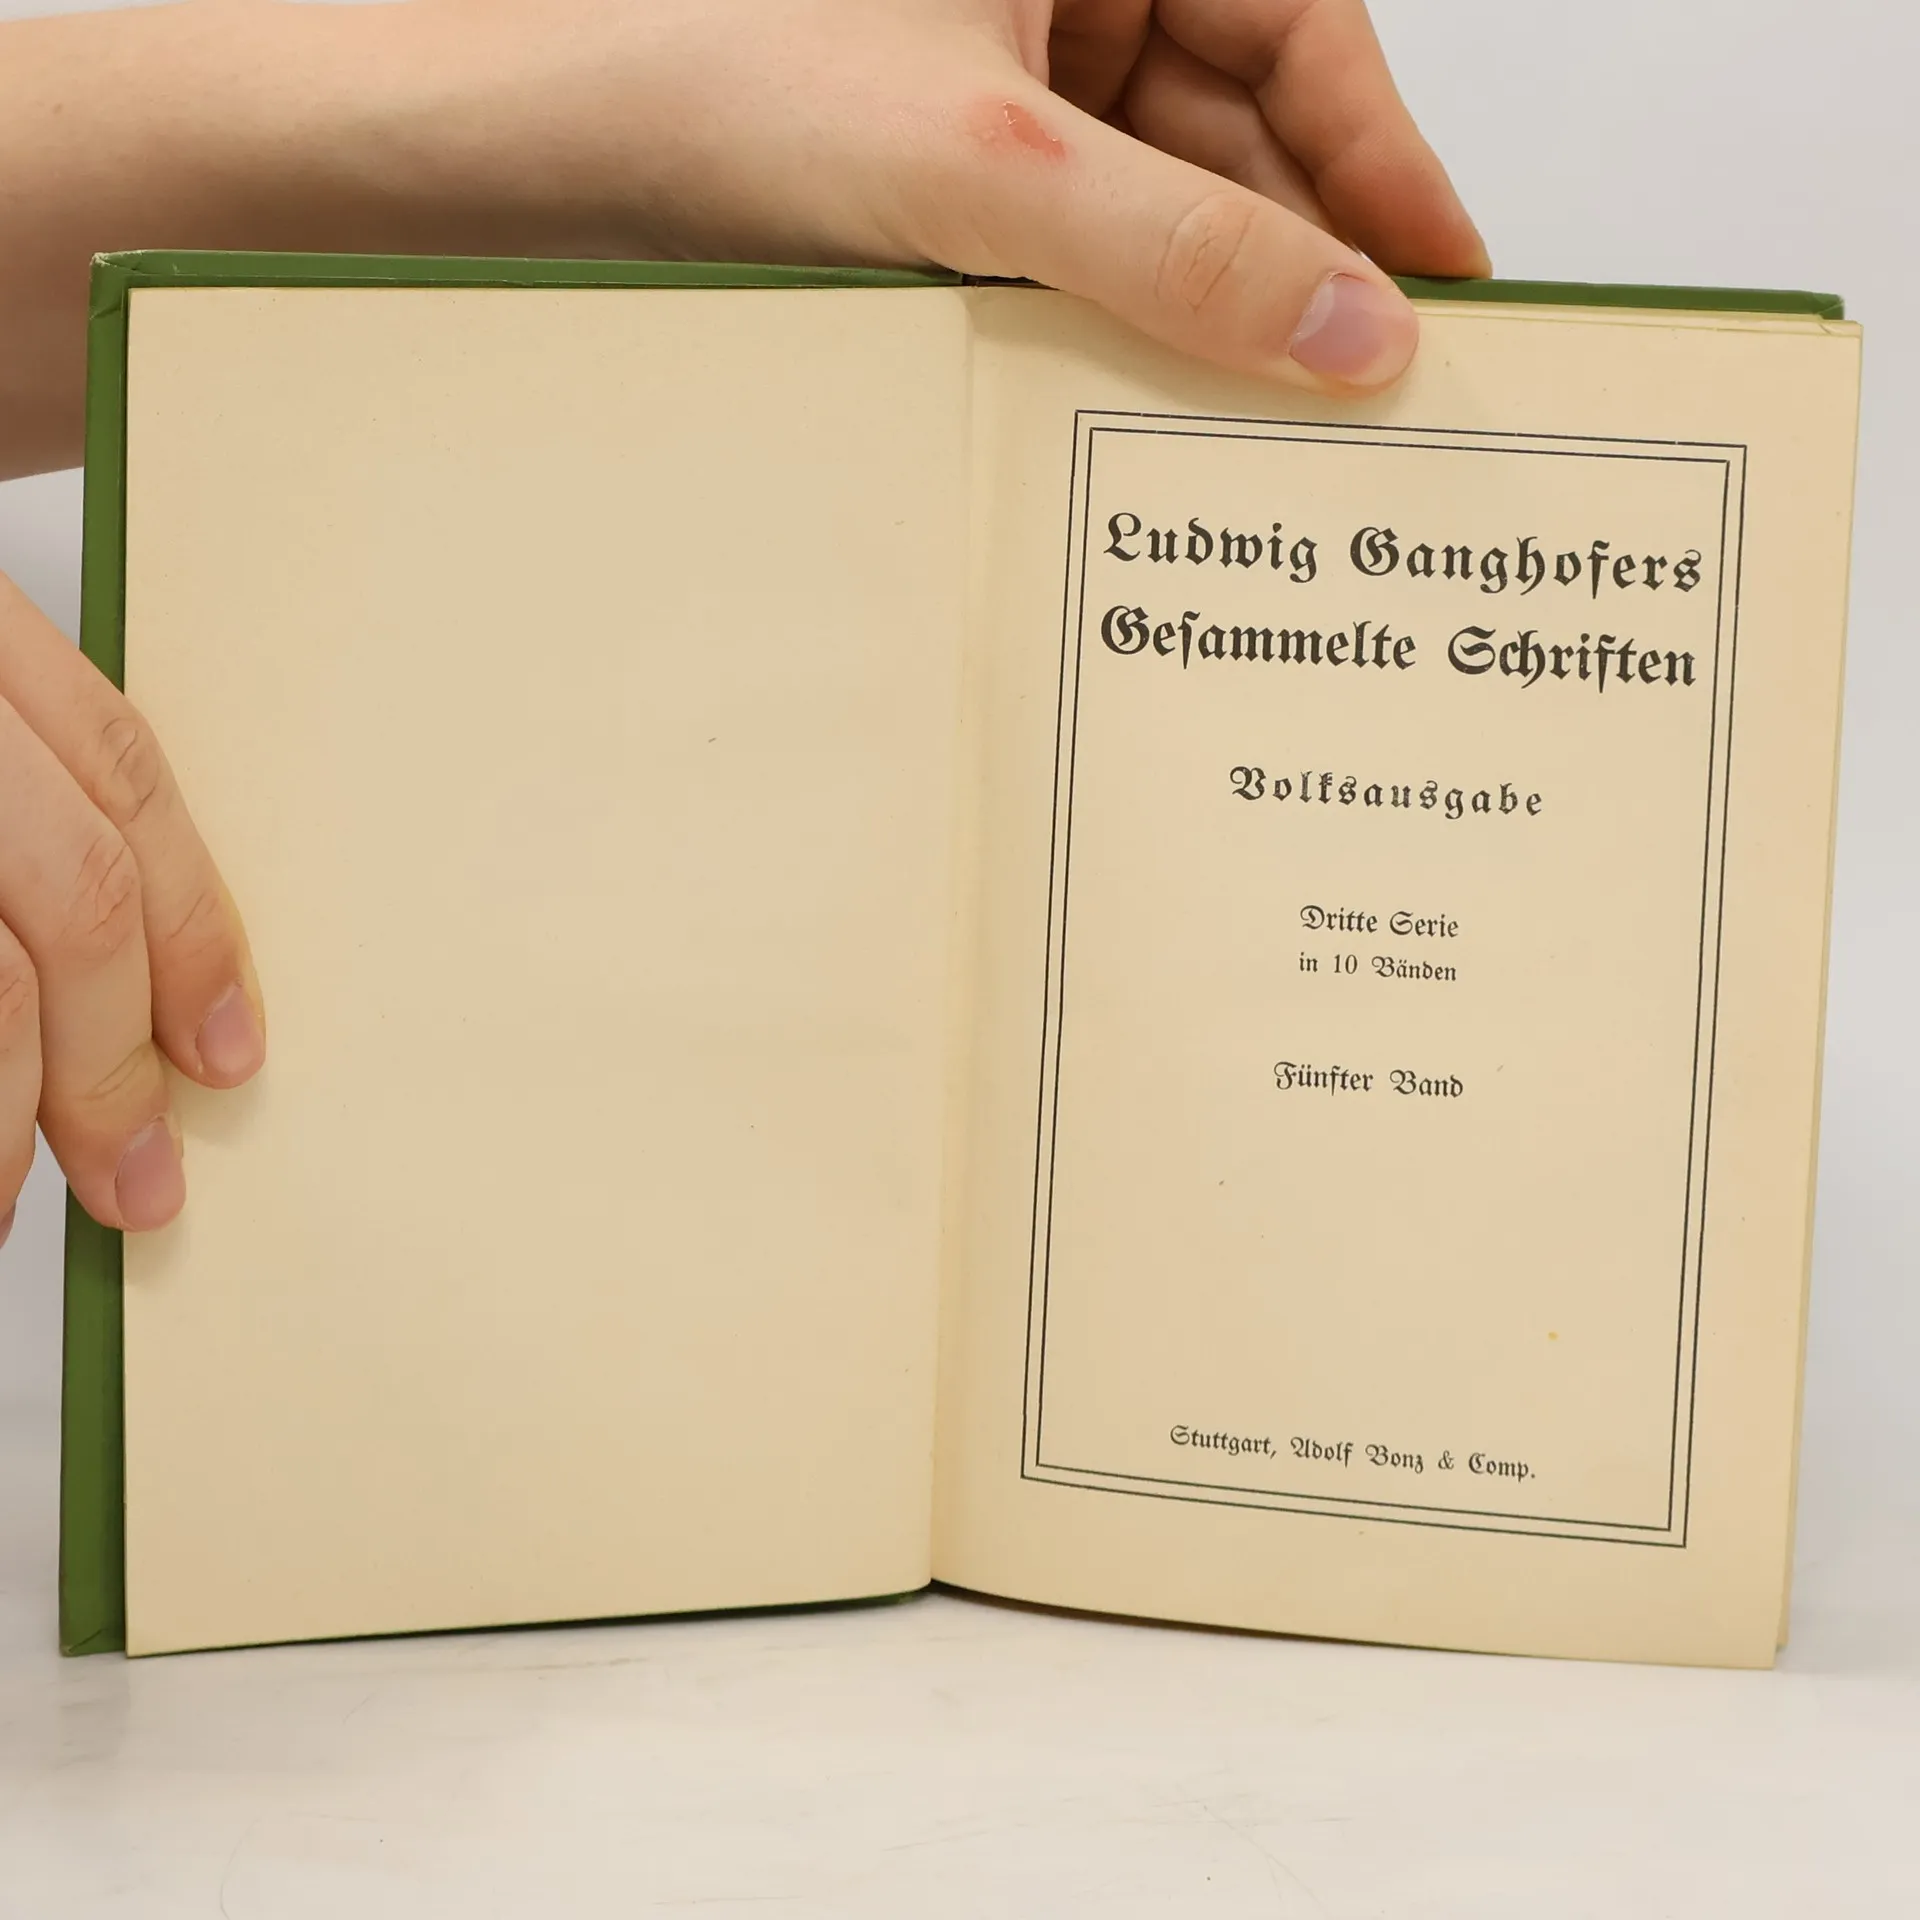 Ludwig Ganghofers
Geſammelte Schriften
Volksausgabe
Dritte Serie
in 10 Bänden
Fünfter Band
Stuttgart, Adolf Bonz & Comp.